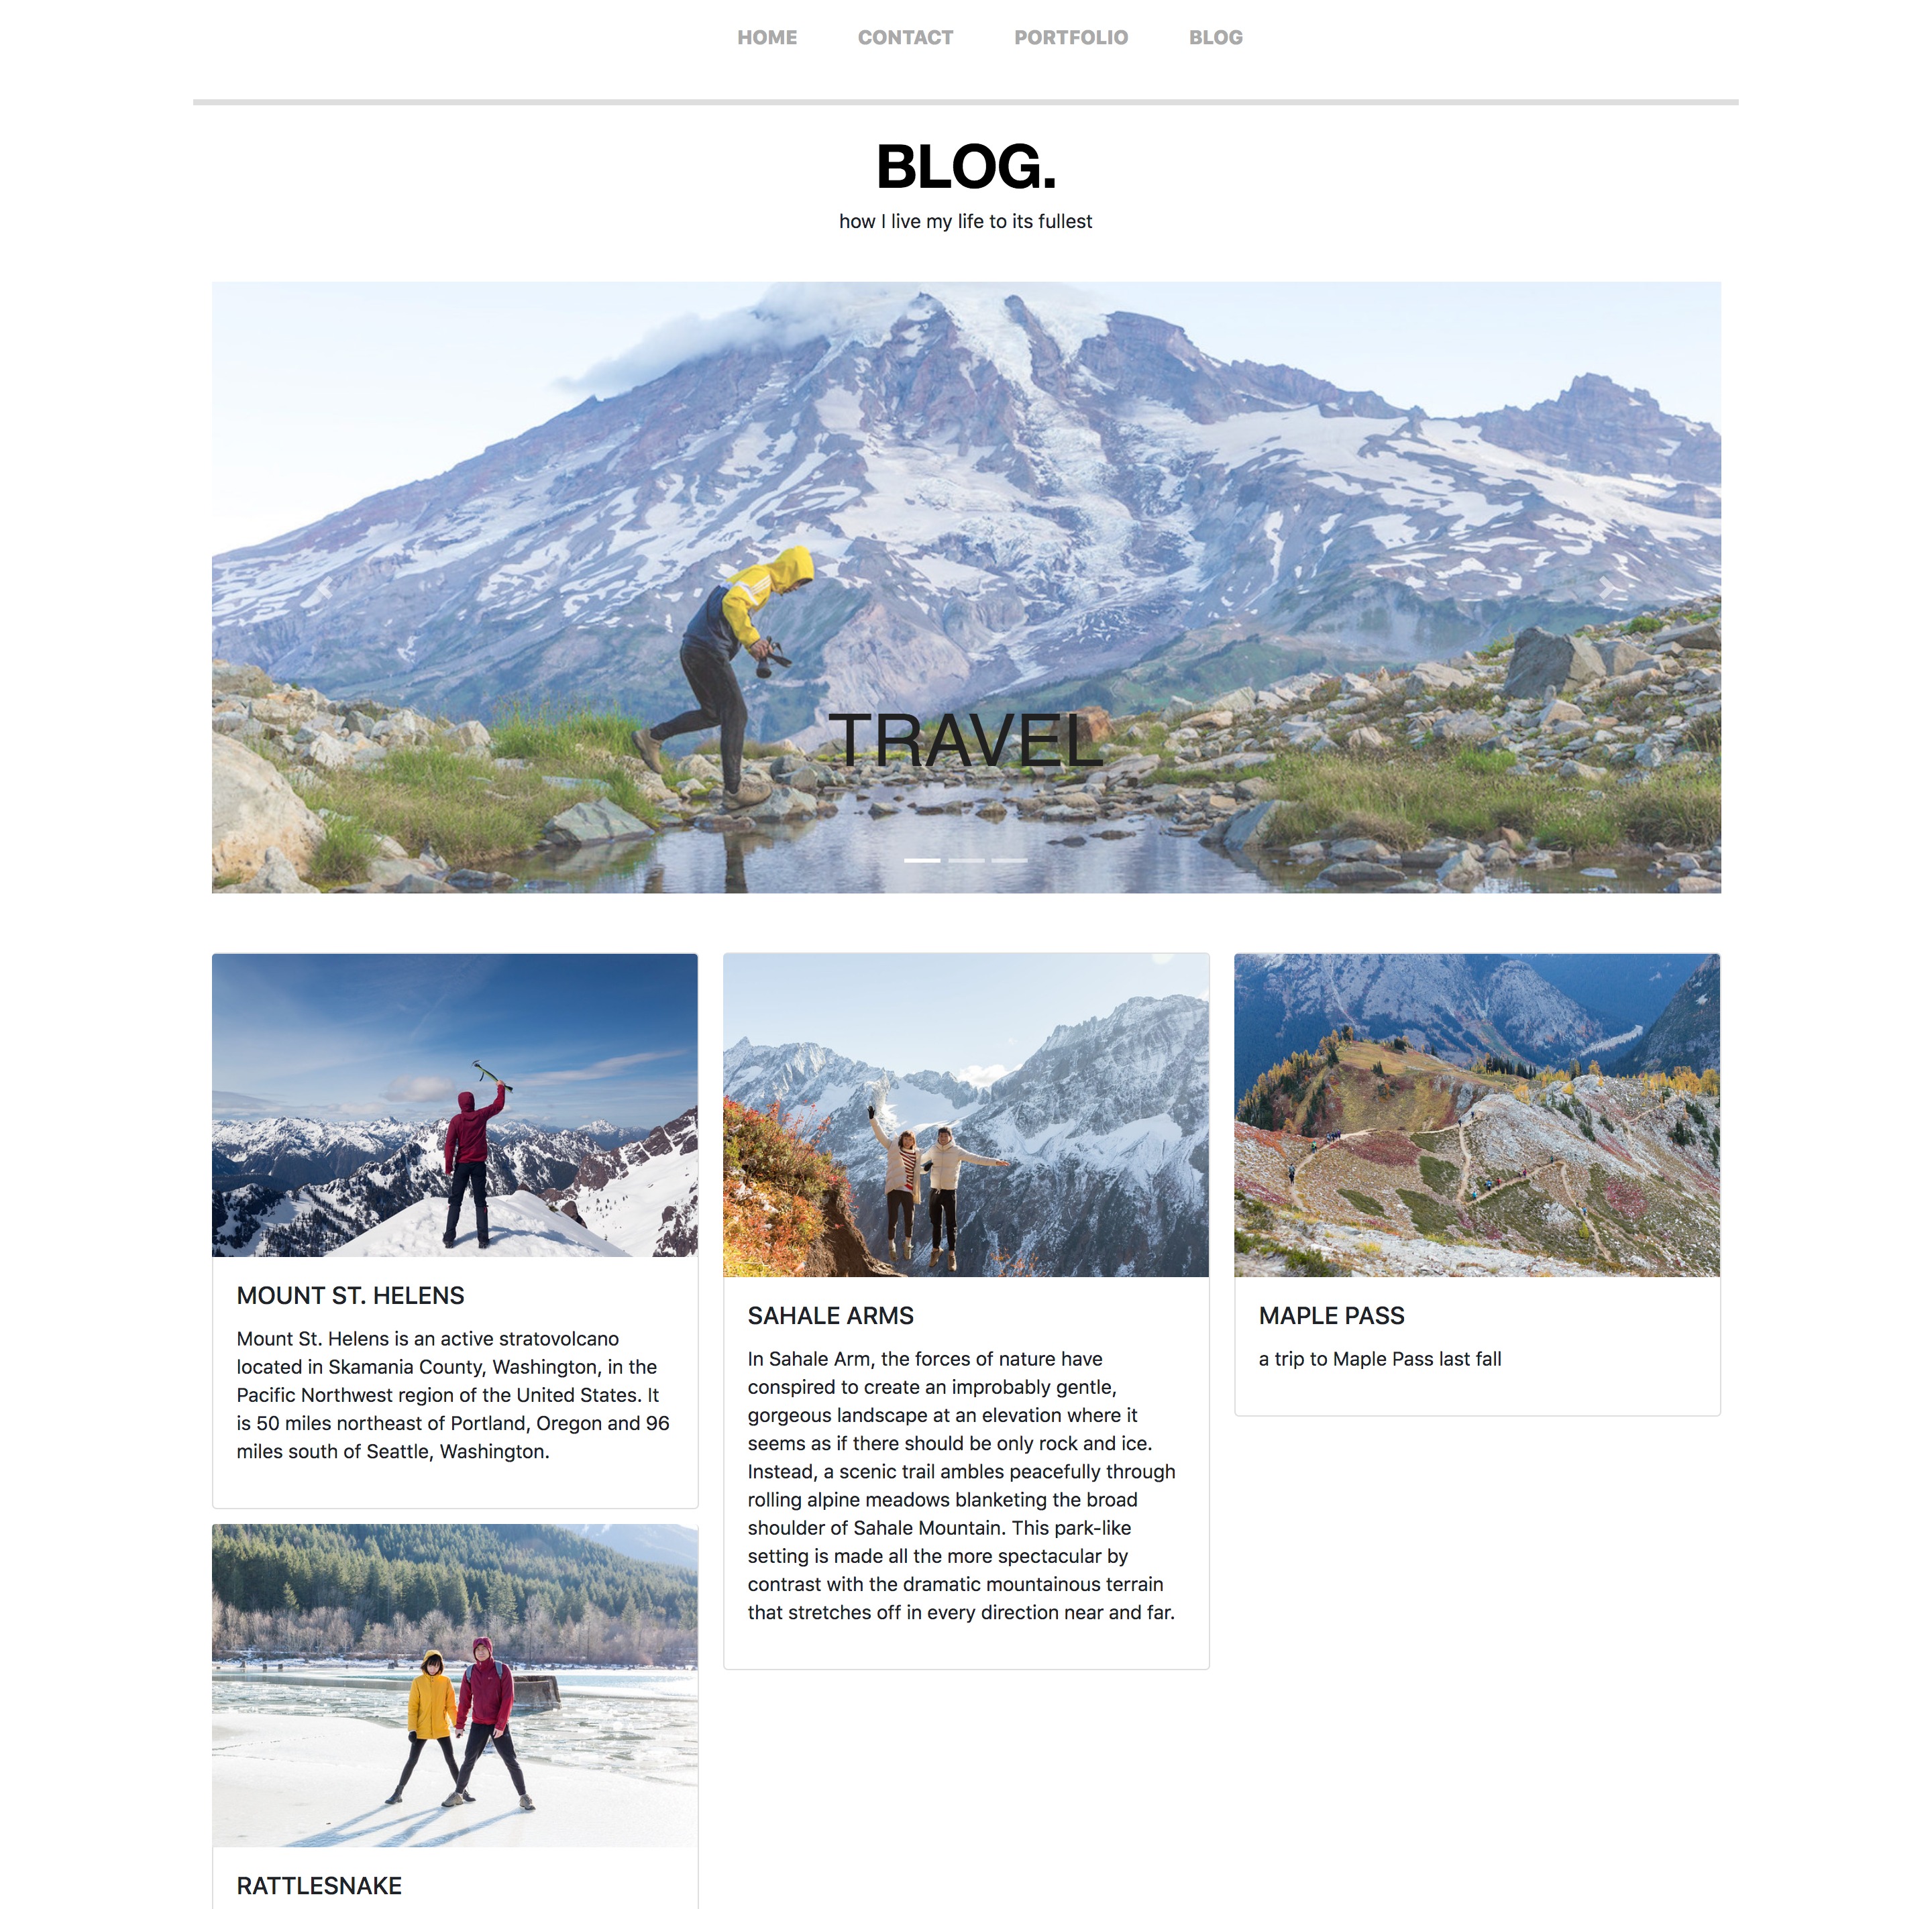 HOME CONTACT PORTFOLIO BLOG
BLOG.
how I live my life to its fullest
TRAVEL
MOUNT ST. HELENS
Mount St. Helens is an active stratovolcano
located in Skamania County, Washington, in the
Pacific Northwest region of the United States. It
is 50 miles northeast of Portland, Oregon and 96
miles south of Seattle, Washington.
SAHALE ARMS
In Sahale Arm, the forces of nature have
conspired to create an improbably gentle,
gorgeous landscape at an elevation where it
seems as if there should be only rock and ice.
Instead, a scenic trail ambles peacefully through
rolling alpine meadows blanketing the broad
shoulder of Sahale Mountain. This park-like
setting is made all the more spectacular by
contrast with the dramatic mountainous terrain
that stretches off in every direction near and far.
MAPLE PASS
a trip to Maple Pass last fall
RATTLESNAKE